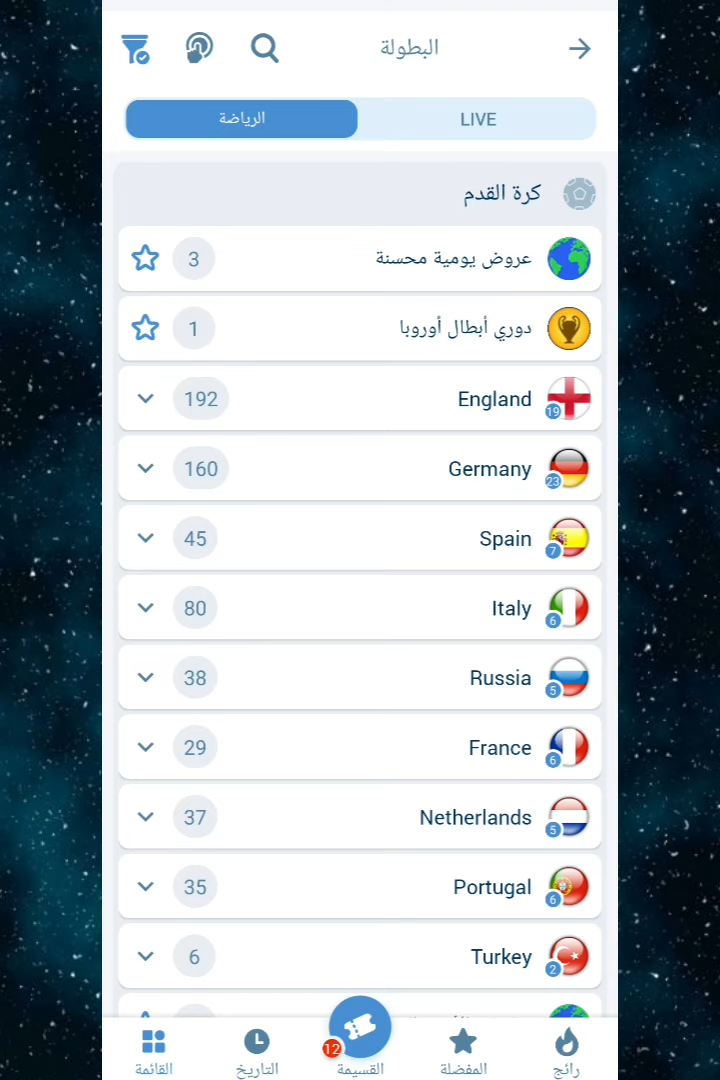 البطولة
LIVE
الرياضة
كرة القدم
عروض يومية محسنة
3
دوري أبطال أوروبا
1
England
19
192
Germany
23
160
Spain
7
45
Italy
6
80
Russia
5
38
France
6
29
Netherlands
5
37
Portugal
6
35
Turkey
2
6
رائج
المفضلة
القسيمة
12
التاريخ
القائمة